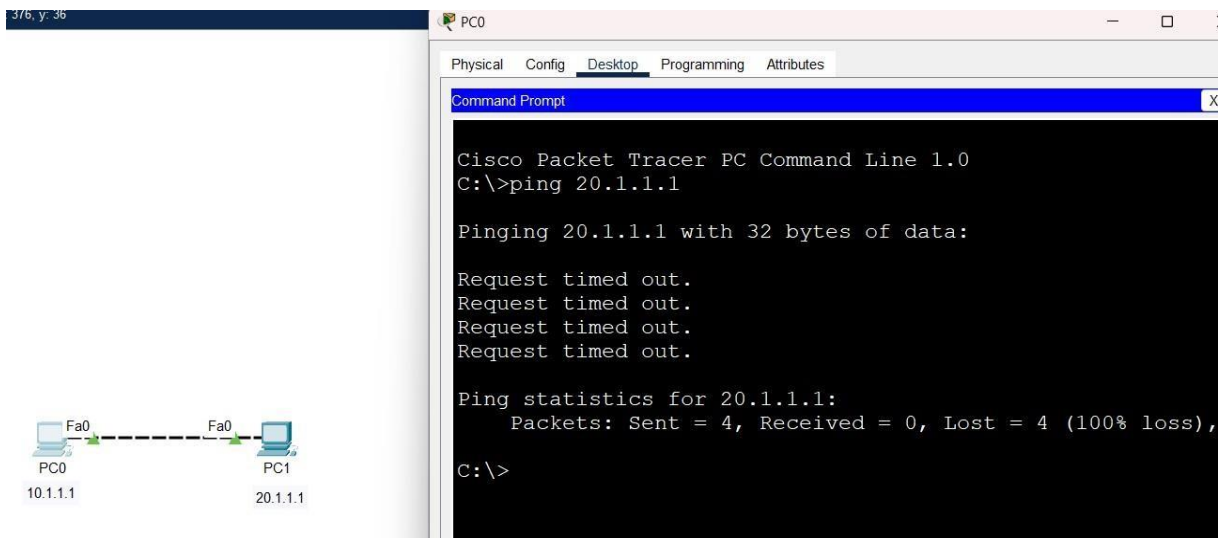 376, y: 36
PC0
Physical Config Desktop Programming Attributes
Command Prompt
X
Cisco Packet Tracer PC Command Line 1.0
C:\>ping 20.1.1.1
Pinging 20.1.1.1 with 32 bytes of data:
Request timed out.
Request timed out.
Request timed out.
Request timed out.
Ping statistics for 20.1.1.1:
Packets: Sent = 4, Received = 0, Lost = 4 (100% loss),
C:\>
Fa0 Fa0
PC0 PC1
10.1.1.1 20.1.1.1